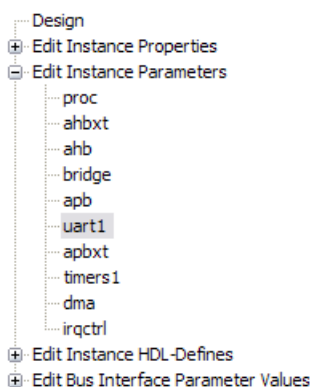 Design
Edit Instance Properties
Edit Instance Parameters
proc
ahbxt
ahb
bridge
apb
uart1
apbxt
timers1
dma
irqctrl
Edit Instance HDL-Defines
Edit Bus Interface Parameter Values